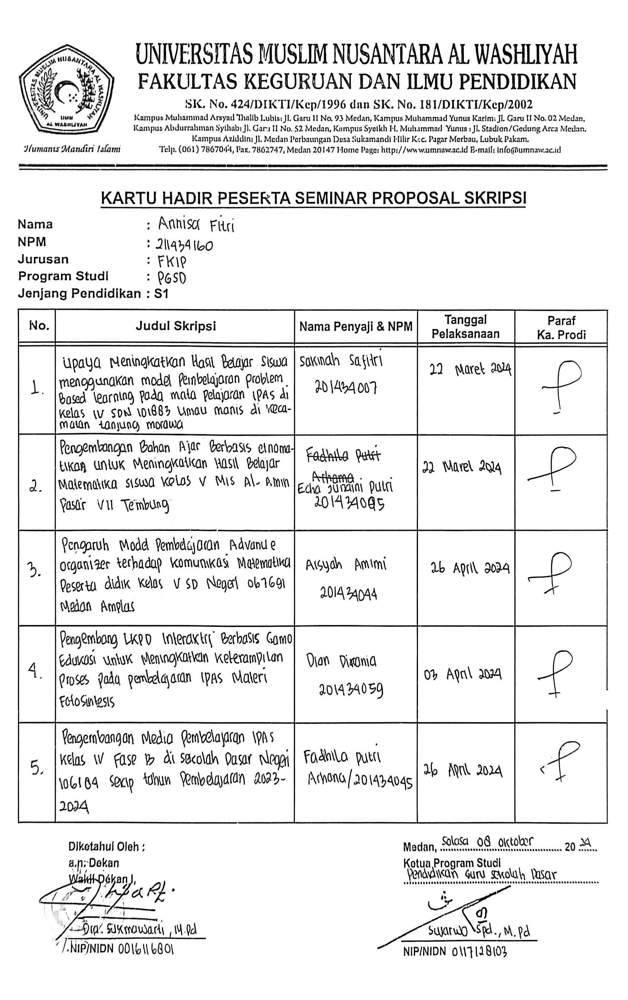 UNIVERSITAS MUSLIM NUSANTARA AL WASHLIYAH
UNIVERSITAS MUSLIM NUSANTARA AL WASHLIYAH
FAKULTAS KEGURUAN DAN ILMU PENDIDIKAN
SK. No. 424/DIKTI/Kep/1996 dan SK. No. 181/DIKTI/Kep/2002
UMN
AL WASHLIYAH
Kampus Muhammad Arsyad Thalib Lubis: Jl. Garu II No. 93 Medan, Kampus Muhammad Yunus Karim: Jl. Garu II No. 02 Medan,
Kampus Abdurrahman Syihab: Jl. Garu II No. 52 Medan, Kampus Syeikh H. Muhammad Yunus : Jl. Stadion/Gedung Arca Medan,
Kampus Aziddin: Jl. Medan Perbaungan Desa Sukamandi Hilir Kec. Pagar Merbau, Lubuk Pakam.
Humanis Mandiri Islami
Telp. (061) 7867044, Fax. 7862747, Medan 20147 Home Page: http://www.umnaw.ac.id E-mail: info@umnaw.ac.id
KARTU HADIR PESERTA SEMINAR PROPOSAL SKRIPSI
Nama : Annisa Fitri
NPM : 211434160
Jurusan : FKIP
Program Studi : PGSD
Jenjang Pendidikan : S1
No. Judul Skripsi Nama Penyaji & NPM Tanggal Pelaksanaan Paraf Ka. Prodi
1.
Upaya Meningkatkan Hasil Belajar Siswa
menggunakan model Pembelajaran problem
Based learning pada mata pelajaran IPAS di
Kelas IV SDN 101883 Umau manis di keca-
matan tanjung morawa
Sakinah Safitri
201434007
22 Maret 2024
2.
Pengembangan Bahan Ajar Berbasis etnoma-
tikan untuk Meningkatkan Hasil Belajar
Matematika siswa kelas V MIS Al-Amin
Pasar VII Tembung
Fadhila Putri
Arhama
Echa Junaini Putri
201434095
22 Maret 2024
3.
Pengaruh Model Pembelajaran Advanve
organizer terhadap komunikasi Matematika
Peserta didik kelas V SD Negeri 067691
Medan Amplas
Aisyah Amimi
201434044
26 April 2024
4.
Pengembang LKPD Interaktif Berbasis Game
Edukasi untuk Meningkatkan Keterampilan
Proses pada pembelajaran IPAS Materi
Fotosintesis
Dian
201434059
03 April 2024
5.
Pengembangan Media Pembelajaran IPAS
Kelas IV Fase B di Sekolah Dasar Negeri
106184 Sekip tahun Pembelajaran 2023-
2024
Fadhila putri
Arhana/201434045
26 April 2024
Diketahui Oleh :
a.n. Dekan
Wakil Dekan I,
Dra. Sukmawarti, M.Pd
NIP/NIDN 0016116801
Medan, Selasa 08 Oktober 2024
Ketua Program Studi
Pendidikan Guru Sekolah Dasar
Sujarwo Spd., M.Pd
NIP/NIDN 0117128103